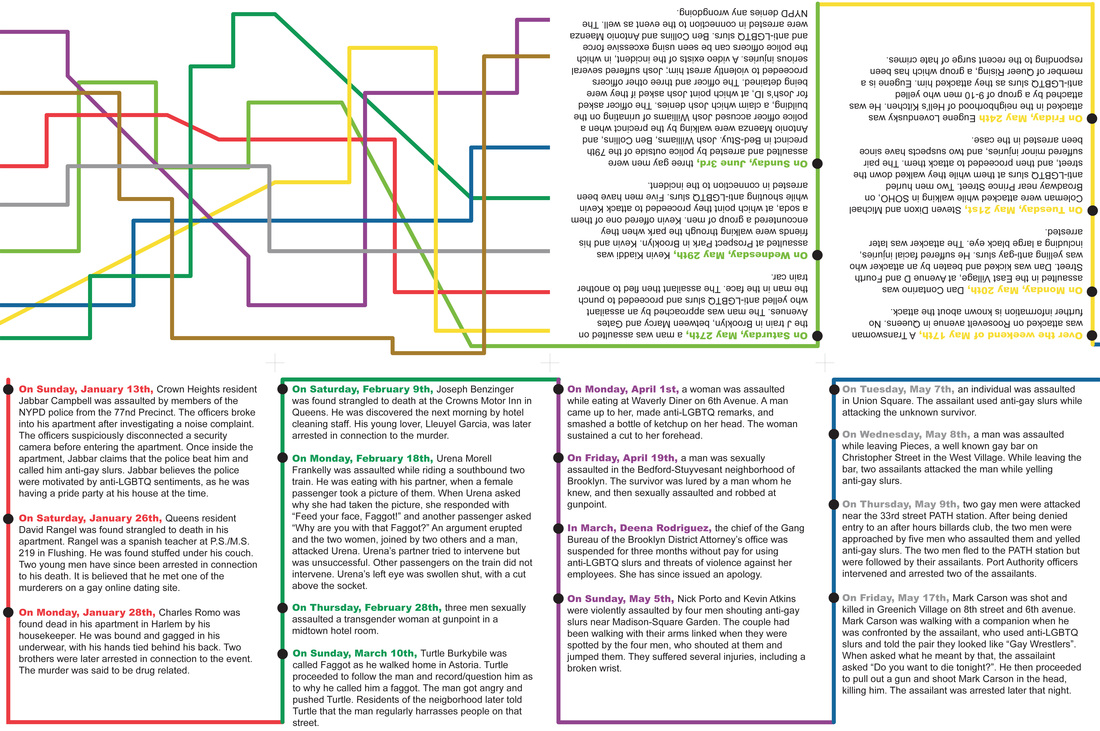 On Sunday, January 13th, Crown Heights resident
Jabbar Campbell was assaulted by members of the
NYPD police from the 77nd Precinct. The officers broke
into his apartment after investigating a noise complaint.
The officers suspiciously disconnected a security
camera before entering the apartment. Once inside the
apartment, Jabbar claims that the police beat him and
called him anti-gay slurs. Jabbar believes the police
were motivated by anti-LGBTQ sentiments, as he was
having a pride party at his house at the time.
On Saturday, January 26th, Queens resident
David Rangel was found strangled to death in his
apartment. Rangel was a spanish teacher at P.S./M.S.
219 in Flushing. He was found stuffed under his couch.
Two young men have since been arrested in connection
to his death. It is believed that he met one of the
murderers on a gay online dating site.
On Monday, January 28th, Charles Romo was
found dead in his apartment in Harlem by his
housekeeper. He was bound and gagged in his
underwear, with his hands tied behind his back. Two
brothers were later arrested in connection to the event.
The murder was said to be drug related.
On Saturday, February 9th, Joseph Benzinger
was found strangled to death at the Crowns Motor Inn in
Queens. He was discovered the next morning by hotel
cleaning staff. His young lover, Lleuyel Garcia, was later
arrested in connection to the murder.
On Monday, February 18th, Urena Morell
Frankelly was assaulted while riding a southbound two
train. He was eating with his partner, when a female
passenger took a picture of them. When Urena asked
why she had taken the picture, she responded with
“Feed your face, Faggot!” and another passenger asked
“Why are you with that Faggot?” An argument erupted
and the two women, joined by two others and a man,
attacked Urena. Urena’s partner tried to intervene but
was unsuccessful. Other passengers on the train did not
intervene. Urena’s left eye was swollen shut, with a cut
above the socket.
On Thursday, February 28th, three men sexually
assaulted a transgender woman at gunpoint in a
midtown hotel room.
On Sunday, March 10th, Turtle Burkybile was
called Faggot as he walked home in Astoria. Turtle
proceeded to follow the man and record/question him as
to why he called him a faggot. The man got angry and
pushed Turtle. Residents of the neigborhood later told
Turtle that the man regularly harrasses people on that
street.
On Monday, April 1st, a woman was assaulted
while eating at Waverly Diner on 6th Avenue. A man
came up to her, made anti-LGBTQ remarks, and
smashed a bottle of ketchup on her head. The woman
sustained a cut to her forehead.
On Friday, April 19th, a man was sexually
assaulted in the Bedford-Stuyvesant neighborhood of
Brooklyn. The survivor was lured by a man whom he
knew, and then sexually assaulted and robbed at
gunpoint.
In March, Deena Rodriguez, the chief of the Gang
Bureau of the Brooklyn District Attorney’s office was
suspended for three months without pay for using
anti-LGBTQ slurs and threats of violence against her
employees. She has since issued an apology.
On Sunday, May 5th, Nick Porto and Kevin Atkins
were violently assaulted by four men shouting anti-gay
slurs near Madison-Square Garden. The couple had
been walking with their arms linked when they were
spotted by the four men, who shouted at them and
jumped them. They suffered several injuries, including a
broken wrist.
On Tuesday, May 7th, an individual was assaulted
in Union Square. The assailant used anti-gay slurs while
attacking the unknown survivor.
On Wednesday, May 8th, a man was assaulted
while leaving Pieces, a well known gay bar on
Christopher Street in the West Village. While leaving the
bar, two assailants attacked the man while yelling
anti-gay slurs.
On Thursday, May 9th, two gay men were attacked
near the 33rd street PATH station. After being denied
entry to an after hours billards club, the two men were
approached by five men who assaulted them and yelled
anti-gay slurs. The two men fled to the PATH station but
were followed by their assailants. Port Authority officers
intervened and arrested two of the assailants.
On Friday, May 17th, Mark Carson was shot and
killed in Greenich Village on 8th street and 6th avenue.
Mark Carson was walking with a companion when he
was confronted by the assailant, who used anti-LGBTQ
slurs and told the pair they looked like “Gay Wrestlers”.
When asked what he meant by that, the assailaint
asked “Do you want to die tonight?”. He then proceeded
to pull out a gun and shoot Mark Carson in the head,
killing him. The assailant was arrested later that night.
Over the weekend of May 17th, A Transwoman
was attacked on Roosevelt avenue in Queens. No
further information is known about the attack.
On Monday, May 20th, Dan Contarino was
assaulted in the East Village, at Avenue D and Fourth
Street. Dan was kicked and beaten by an attacker who
was yelling anti-gay slurs. He suffered facial injuries,
including a large black eye. The attacker was later
arrested.
On Tuesday, May 21st, Steven Dixon and Michael
Coleman were attacked while walking in SOHO, on
Broadway near Prince Street. Two men hurled
anti-LGBTQ slurs at them while they walked down the
street, and then proceeded to attack them. The pair
suffered minor injuries, and two suspects have since
been arrested in the case.
On Friday, May 24th Eugene Lovendusky was
attacked in the neighborhood of Hell’s Kitchen. He was
attacked by a group of 9-10 men who yelled
anti-LGBTQ slurs as they attacked him. Eugene is a
member of Queer Rising, a group which has been
responding to the recent surge of hate crimes.
On Saturday, May 27th, a man was assaulted on
the J train in Brooklyn, between Marcy and Gates
Avenues. The man was approached by an assailant
who yelled anti-LGBTQ slurs and proceeded to punch
the man in the face. The assailant then fled to another
train car.
On Wednesday, May 29th, Kevin Kiadii was
assaulted at Prospect Park in Brooklyn. Kevin and his
friends were walking through the park when they
encountered a group of men. Kevin offered one of them
a soda, at which point they proceeded to attack Kevin
while shouting anti-LGBTQ slurs. Five men have been
arrested in connection to the incident.
On Sunday, June 3rd, three gay men were
assaulted and arrested by police outside of the 79th
precinct in Bed-Stuy. Josh Williams, Ben Collins, and
Antonio Maenza were walking by the precinct when a
police officer accused Josh Williams of urinating on the
building, a claim which Josh denies. The officer asked
for Josh’s ID, at which point Josh asked if they were
being detained. The officer and three other officers
proceeded to violently arrest him; Josh suffered several
serious injuries. A video exists of the incident, in which
the police officers can be seen using excessive force
and anti-LGBTQ slurs. Ben Collins and Antonio Maenza
were arrested in connection to the event as well. The
NYPD denies any wrongdoing.